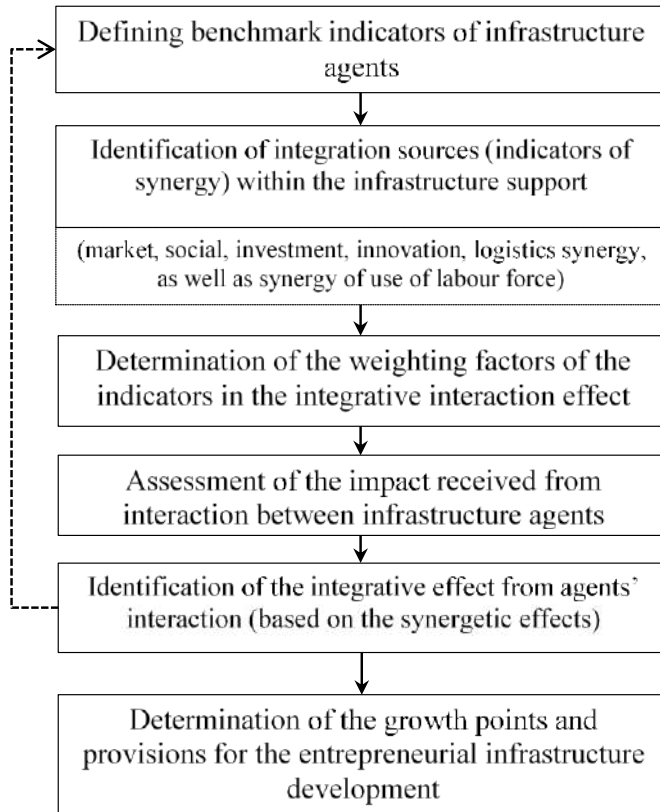 Defining benchmark indicators of infrastructure
agents
Identification of integration sources (indicators of
synergy) within the infrastructure support
(market, social, investment, innovation, logistics synergy,
as well as synergy of use of labour force)
Determination of the weighting factors of the
indicators in the integrative interaction effect
Assessment of the impact received from
interaction between infrastructure agents
Identification of the integrative effect from agents’
interaction (based on the synergetic effects)
Determination of the growth points and
provisions for the entrepreneurial infrastructure
development